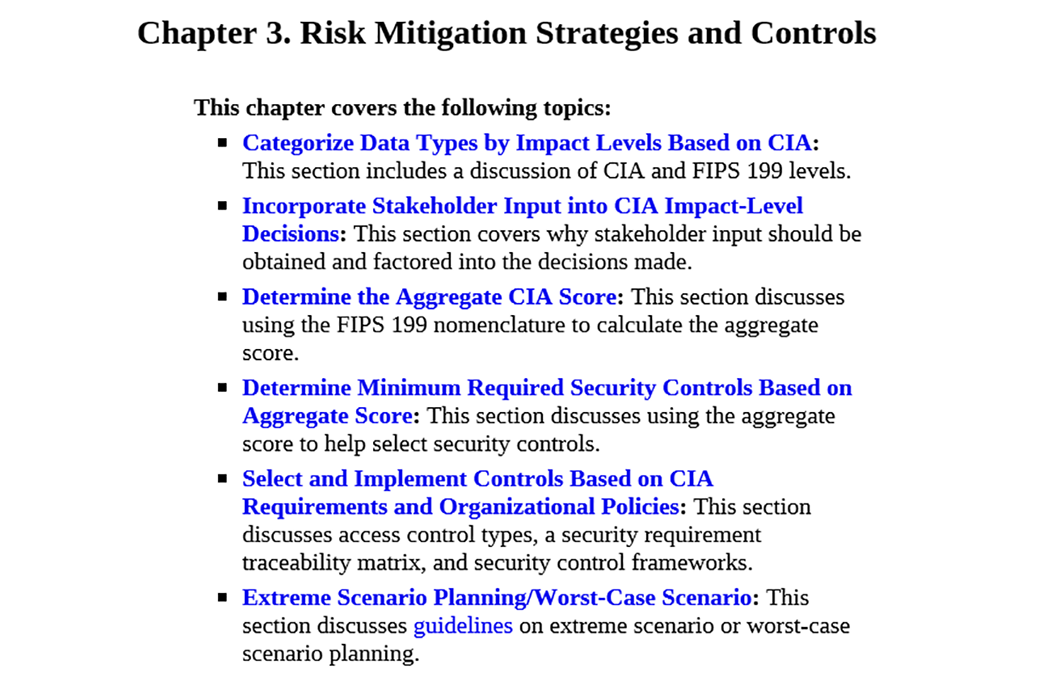 Chapter 3. Risk Mitigation Strategies and Controls
This chapter covers the following topics:
▪ Categorize Data Types by Impact Levels Based on CIA:
This section includes a discussion of CIA and FIPS 199 levels.
▪ Incorporate Stakeholder Input into CIA Impact-Level
Decisions: This section covers why stakeholder input should be
obtained and factored into the decisions made.
▪ Determine the Aggregate CIA Score: This section discusses
using the FIPS 199 nomenclature to calculate the aggregate
score.
▪ Determine Minimum Required Security Controls Based on
Aggregate Score: This section discusses using the aggregate
score to help select security controls.
▪ Select and Implement Controls Based on CIA
Requirements and Organizational Policies: This section
discusses access control types, a security requirement
traceability matrix, and security control frameworks.
▪ Extreme Scenario Planning/Worst-Case Scenario: This
section discusses guidelines on extreme scenario or worst-case
scenario planning.